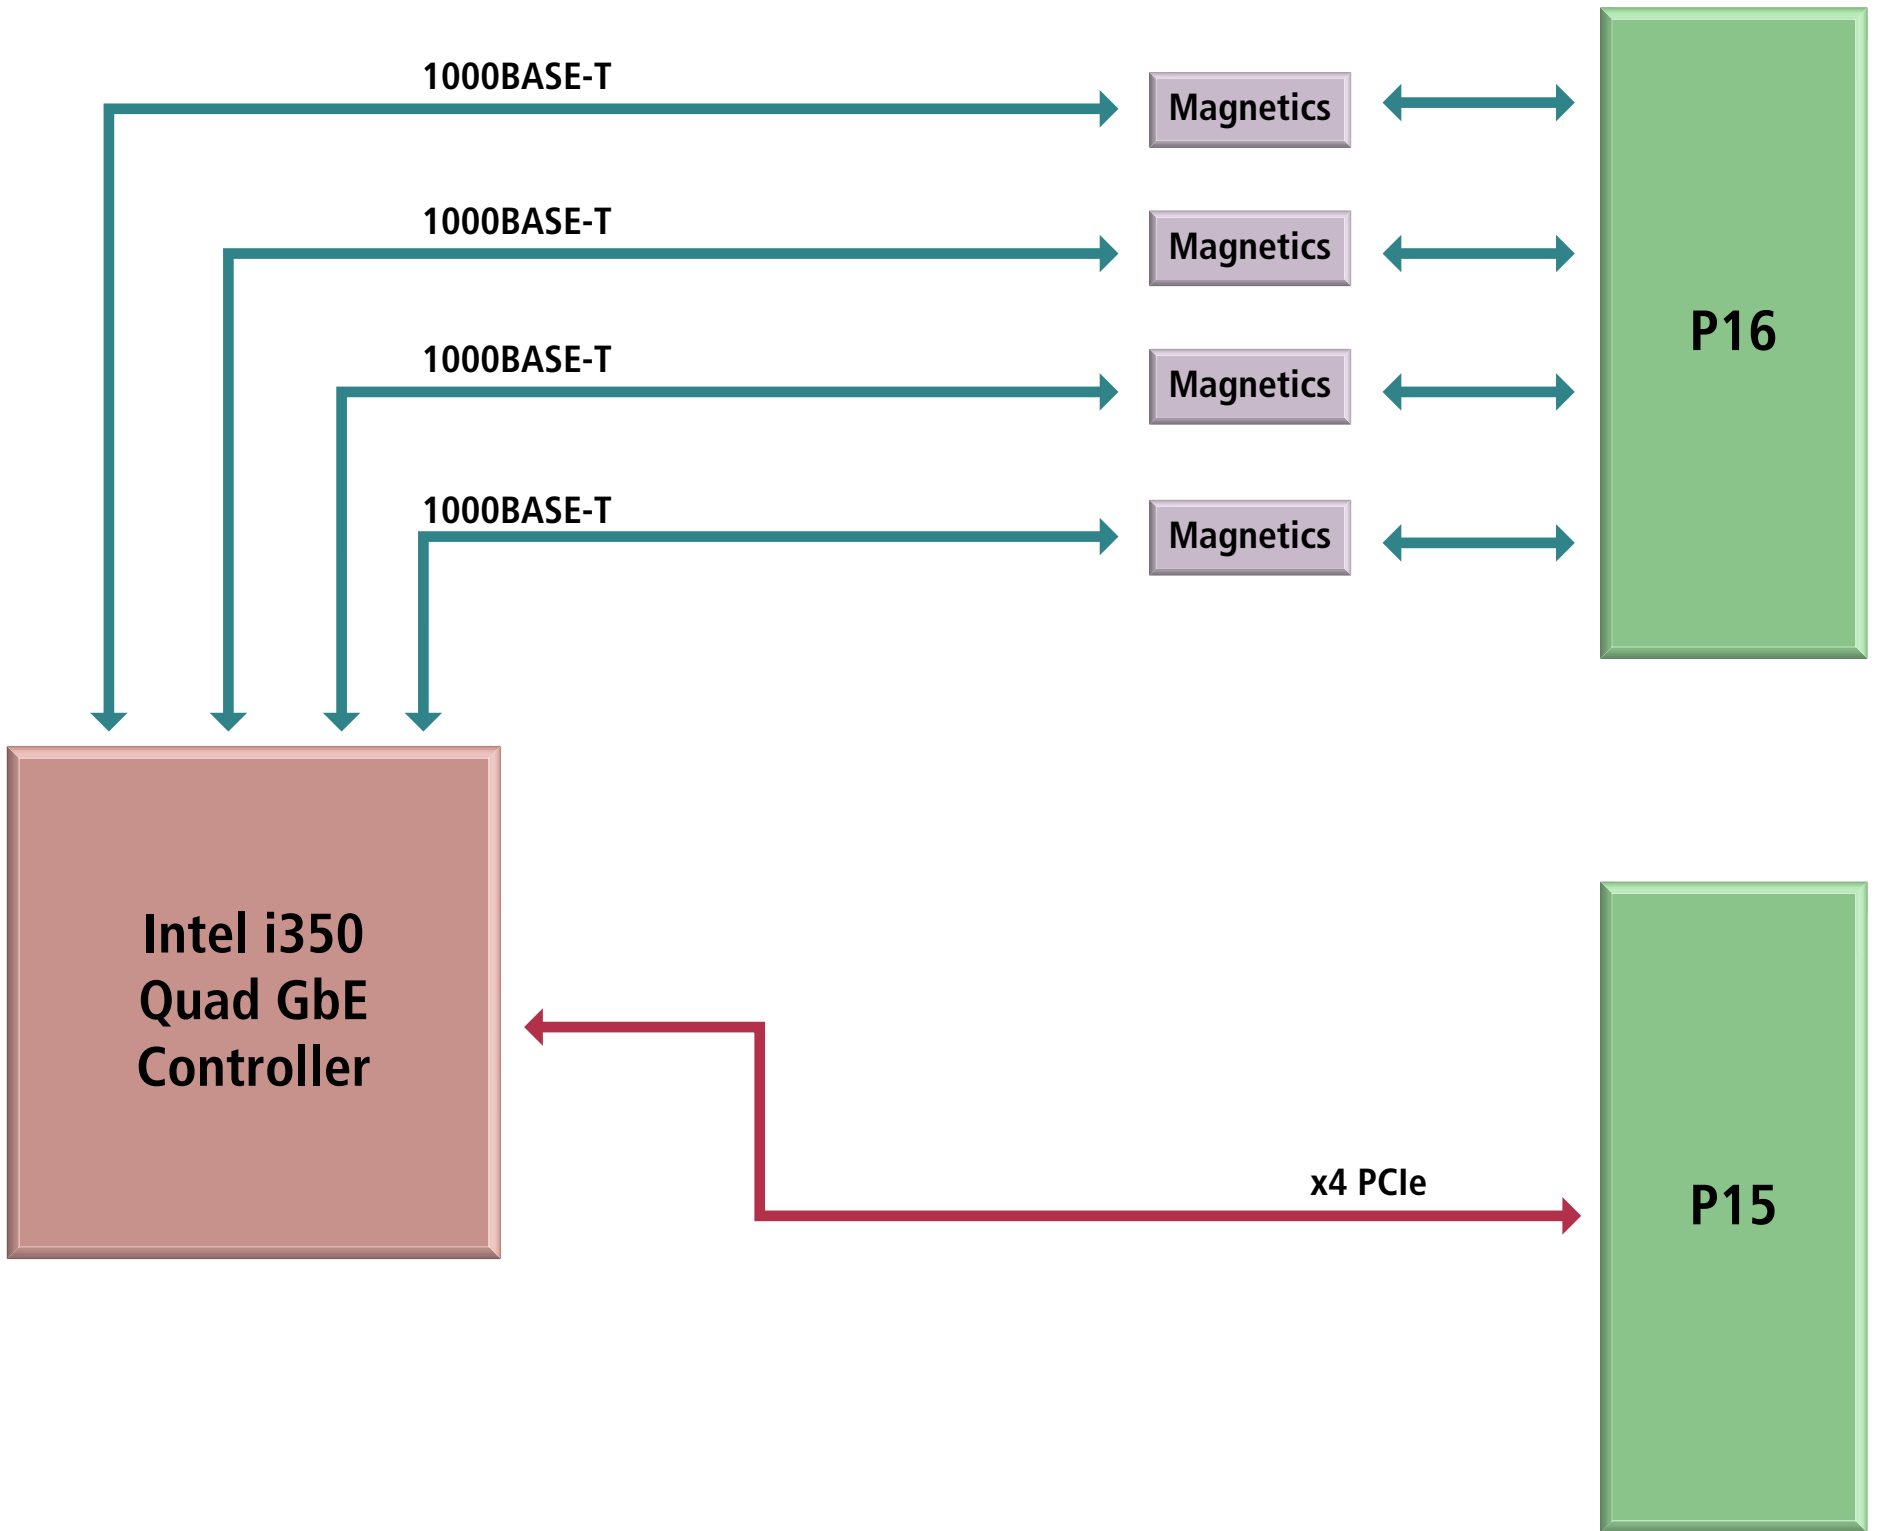 1000BASE-T
Magnetics
1000BASE-T
Magnetics
P16
1000BASE-T
Magnetics
1000BASE-T
Magnetics
Intel i350
Quad GbE
Controller
x4 PCIe
P15